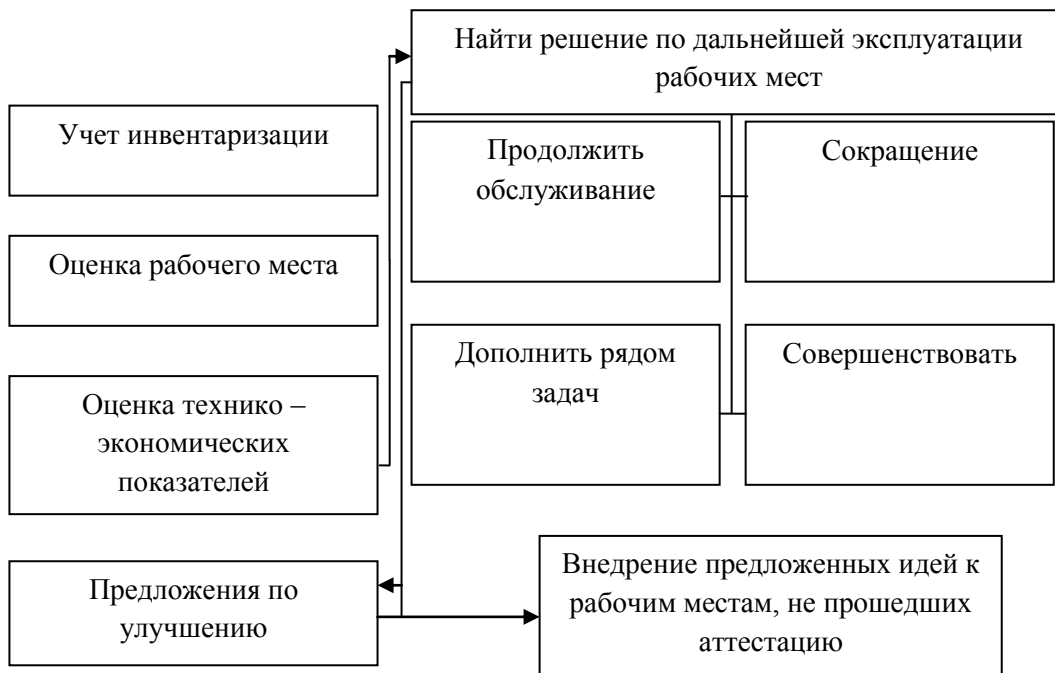 Найти решение по дальнейшей эксплуатации
рабочих мест
Учет инвентаризации
Продолжить
обслуживание
Сокращение
Оценка рабочего места
Дополнить рядом
задач
Совершенствовать
Оценка технико –
экономических
показателей
Предложения по
улучшению
Внедрение предложенных идей к
рабочим местам, не прошедших
аттестацию